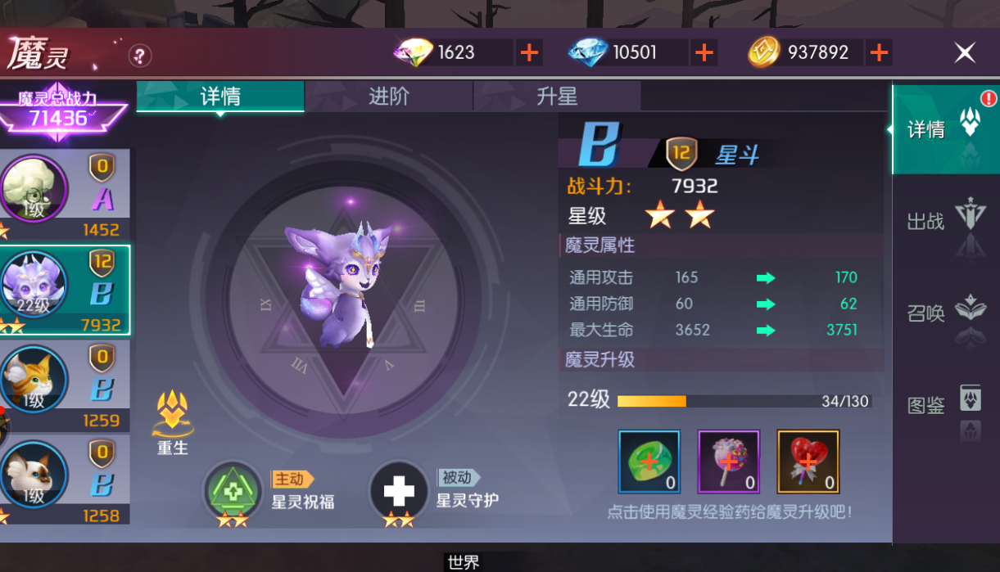 魔灵
?
1623
10501
937892
魔灵总战力
71436
详情
进阶
升星
0
A
1级
1452
12
B
22级
7932
0
B
1级
1259
0
B
1级
1258
重生
主动
星灵祝福
被动
星灵守护
B 12 星斗
战斗力: 7932
星级
魔灵属性
通用攻击 165 170
通用防御 60 62
最大生命 3652 3751
魔灵升级
22级 34/130
0 0 0
点击使用魔灵经验药给魔灵升级吧!
详情
出战
召唤
图鉴
世界